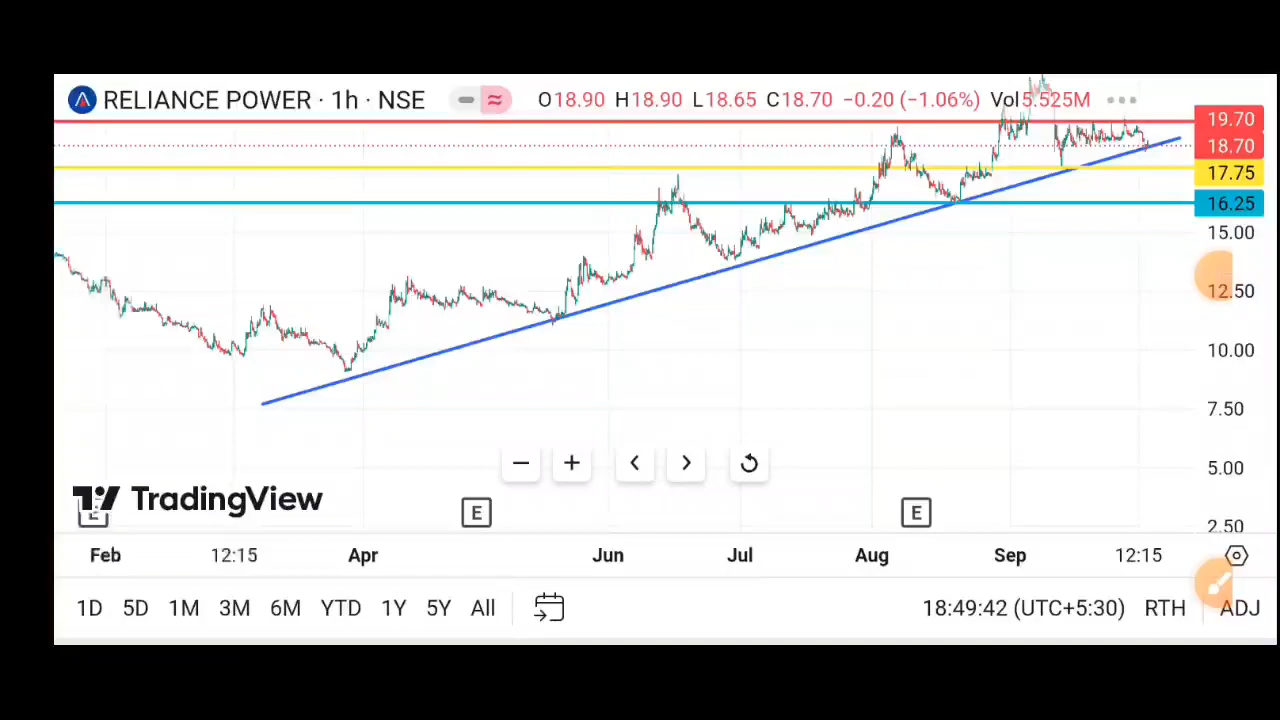 RELIANCE POWER · 1h · NSE O18.90 H18.90 L18.65 C18.70 −0.20 (−1.06%) Vol5.525M
19.70
18.70
17.75
16.25
15.00
12.50
10.00
7.50
5.00
2.50
TradingView
E E E
Feb 12:15 Apr Jun Jul Aug Sep 12:15
1D 5D 1M 3M 6M YTD 1Y 5Y All 18:49:42 (UTC+5:30) RTH ADJ